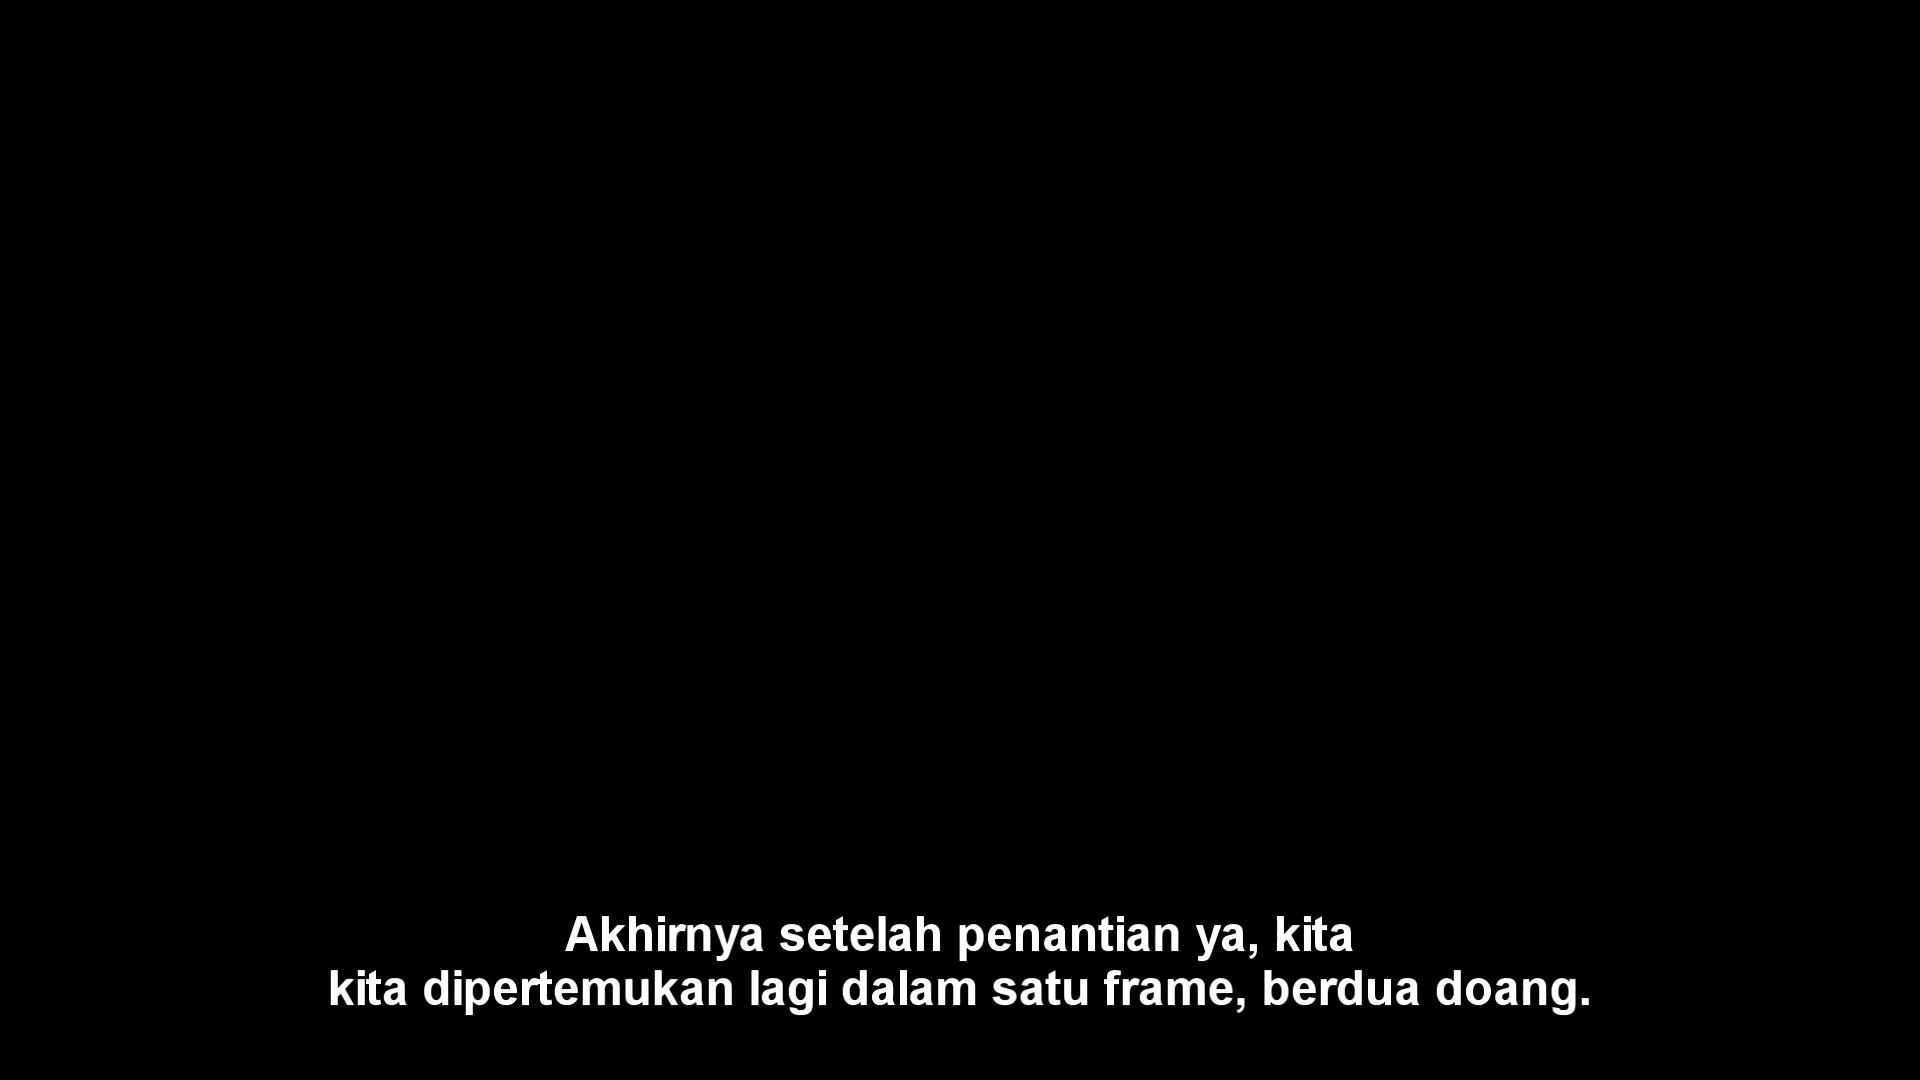 Akhirnya setelah penantian ya, kita
kita dipertemukan lagi dalam satu frame, berdua doang.